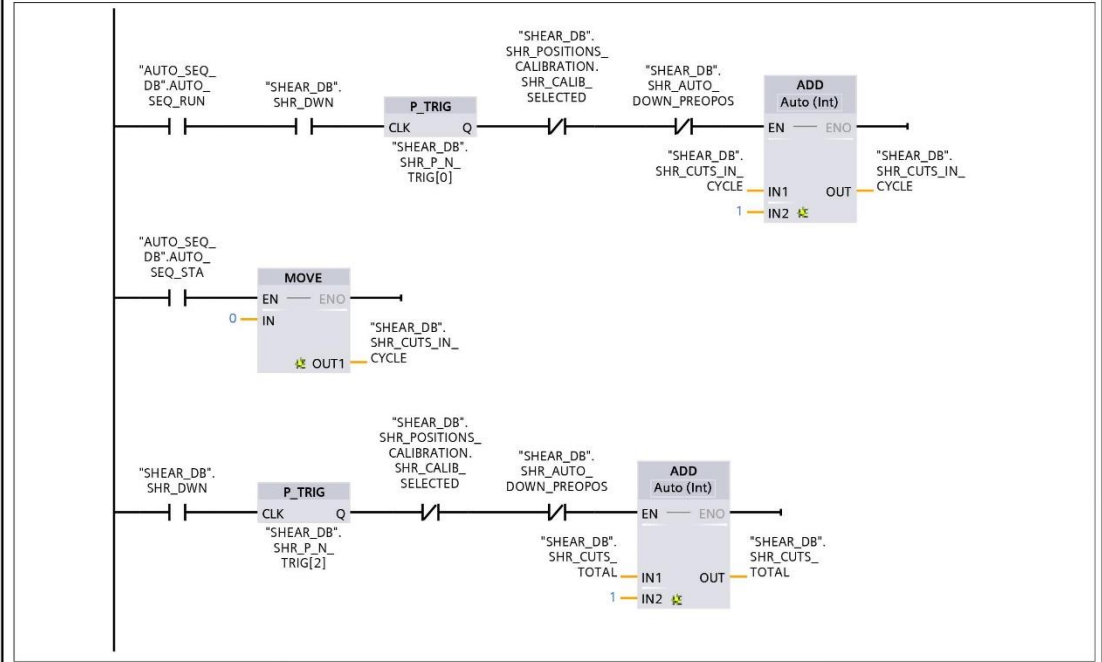 "SHEAR_DB".
SHR_POSITIONS_
CALIBRATION.
SHR_CALIB_
SELECTED
"AUTO_SEQ_
DB".AUTO_
SEQ_RUN
"SHEAR_DB".
SHR_DWN
"SHEAR_DB".
SHR_AUTO_
DOWN_PREOPOS
P_TRIG
CLK Q
"SHEAR_DB".
SHR_P_N_
TRIG[0]
ADD
Auto (Int)
EN ENO
"SHEAR_DB".
SHR_CUTS_IN_
CYCLE
IN1 OUT
"SHEAR_DB".
SHR_CUTS_IN_
CYCLE
1 IN2
"AUTO_SEQ_
DB".AUTO_
SEQ_STA
MOVE
EN ENO
0 IN
OUT1
"SHEAR_DB".
SHR_CUTS_IN_
CYCLE
"SHEAR_DB".
SHR_DWN
P_TRIG
CLK Q
"SHEAR_DB".
SHR_P_N_
TRIG[2]
"SHEAR_DB".
SHR_POSITIONS_
CALIBRATION.
SHR_CALIB_
SELECTED
"SHEAR_DB".
SHR_AUTO_
DOWN_PREOPOS
ADD
Auto (Int)
EN ENO
"SHEAR_DB".
SHR_CUTS_
TOTAL
IN1 OUT
"SHEAR_DB".
SHR_CUTS_
TOTAL
1 IN2